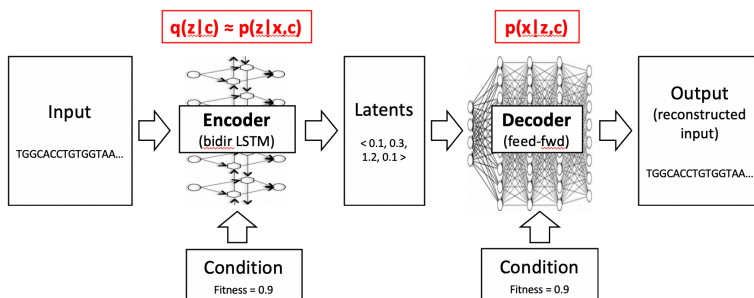 q(z|c) ≈ p(z|x,c)
p(x|z,c)
Input
TGGCACCTGTGGTAA...
Encoder
(bidir LSTM)
Latents
< 0.1, 0.3,
1.2, 0.1 >
Decoder
(feed-fwd)
Output
(reconstructed
input)
TGGCACCTGTGGTAA...
Condition
Fitness = 0.9
Condition
Fitness = 0.9